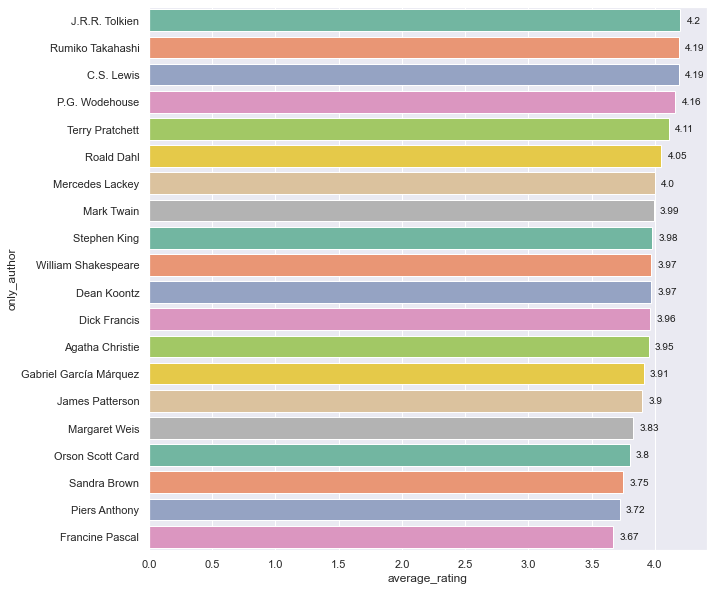 J.R.R. Tolkien 4.2
Rumiko Takahashi 4.19
C.S. Lewis 4.19
P.G. Wodehouse 4.16
Terry Pratchett 4.11
Roald Dahl 4.05
Mercedes Lackey 4.0
Mark Twain 3.99
Stephen King 3.98
William Shakespeare 3.97
Dean Koontz 3.97
Dick Francis 3.96
Agatha Christie 3.95
Gabriel García Márquez 3.91
James Patterson 3.9
Margaret Weis 3.83
Orson Scott Card 3.8
Sandra Brown 3.75
Piers Anthony 3.72
Francine Pascal 3.67
only_author
0.0 0.5 1.0 1.5 2.0 2.5 3.0 3.5 4.0
average_rating